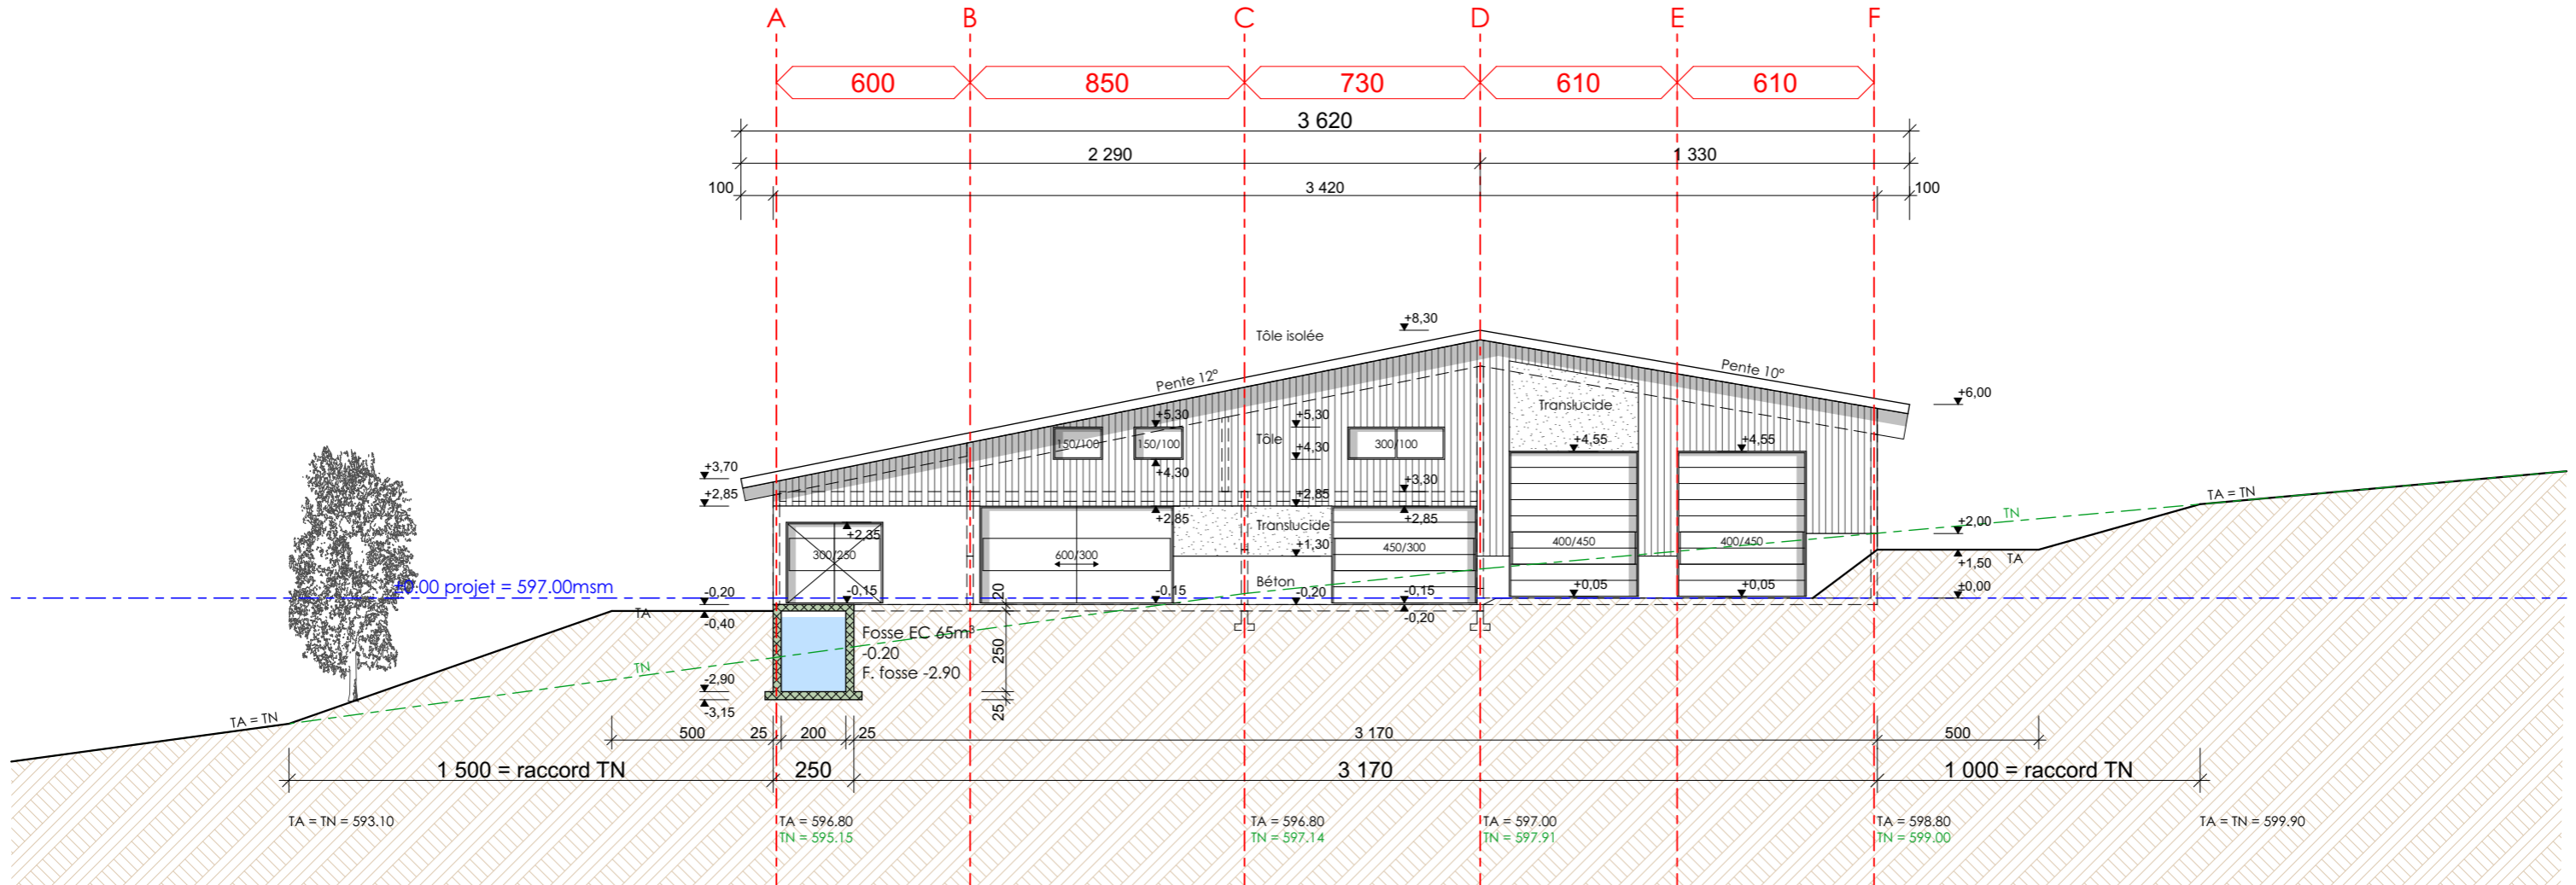 A B C D E F
600 850 730 610 610
3 620
2 290 1 330
100 3 420 100
+8,30
Tôle isolée
Pente 12° Pente 10°
+6,00
Translucide
+5,30 +5,30
150/100 150/100 Tôle 300/100
+4,55 +4,55
+4,30 +4,30
+3,70
+3,30
+2,85 +2,85
+2,85 +2,85
TA = TN
TN
+2,00
Translucide
+2,35
300/250 600/300 +1,30 450/300 400/450 400/450
TA
+1,50
±0.00 projet = 597.00msm
Béton
+0,05 +0,05 +0,00
-0,20 -0,15 20 -0,15 -0,20 -0,15
TA
-0,40 -0,20
Fosse EC 65m³
-0.20
F. fosse -2.90
250
TN
-2,90
-3,15
25
TA = TN
500 25 200 25 3 170 500
1 500 = raccord TN 250 3 170 1 000 = raccord TN
TA = TN = 593.10 TA = 596.80 TA = 596.80 TA = 597.00 TA = 598.80 TA = TN = 599.90
TN = 595.15 TN = 597.14 TN = 597.91 TN = 599.00